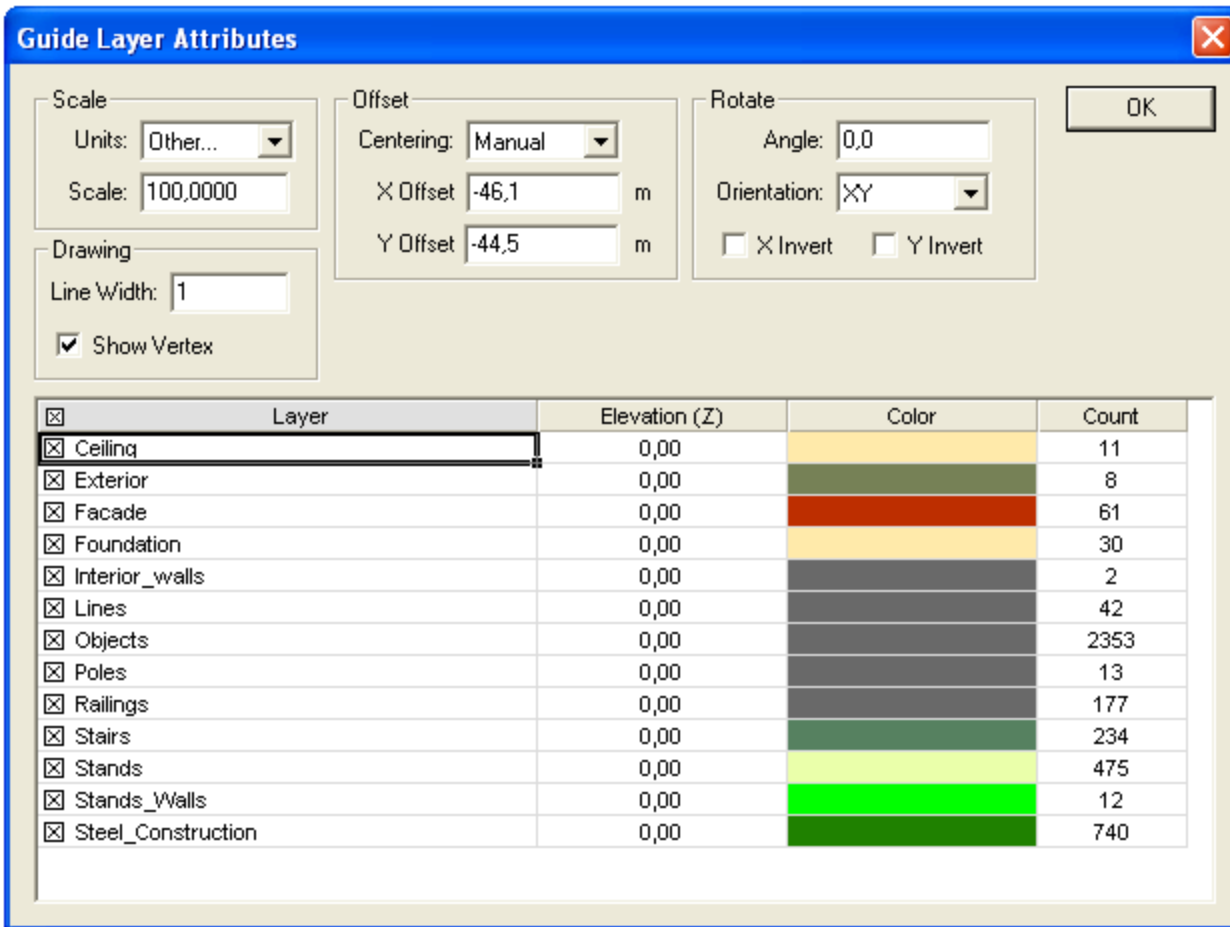 Guide Layer Attributes
Scale
Units: Other...
Scale: 100,0000
Offset
Centering: Manual
X Offset -46,1 m
Y Offset -44,5 m
Rotate
Angle: 0,0
Orientation: XY
X Invert Y Invert
OK
Drawing
Line Width: 1
Show Vertex
Layer Elevation (Z) Color Count
Ceiling 0,00 11
Exterior 0,00 8
Facade 0,00 61
Foundation 0,00 30
Interior_walls 0,00 2
Lines 0,00 42
Objects 0,00 2353
Poles 0,00 13
Railings 0,00 177
Stairs 0,00 234
Stands 0,00 475
Stands_Walls 0,00 12
Steel_Construction 0,00 740